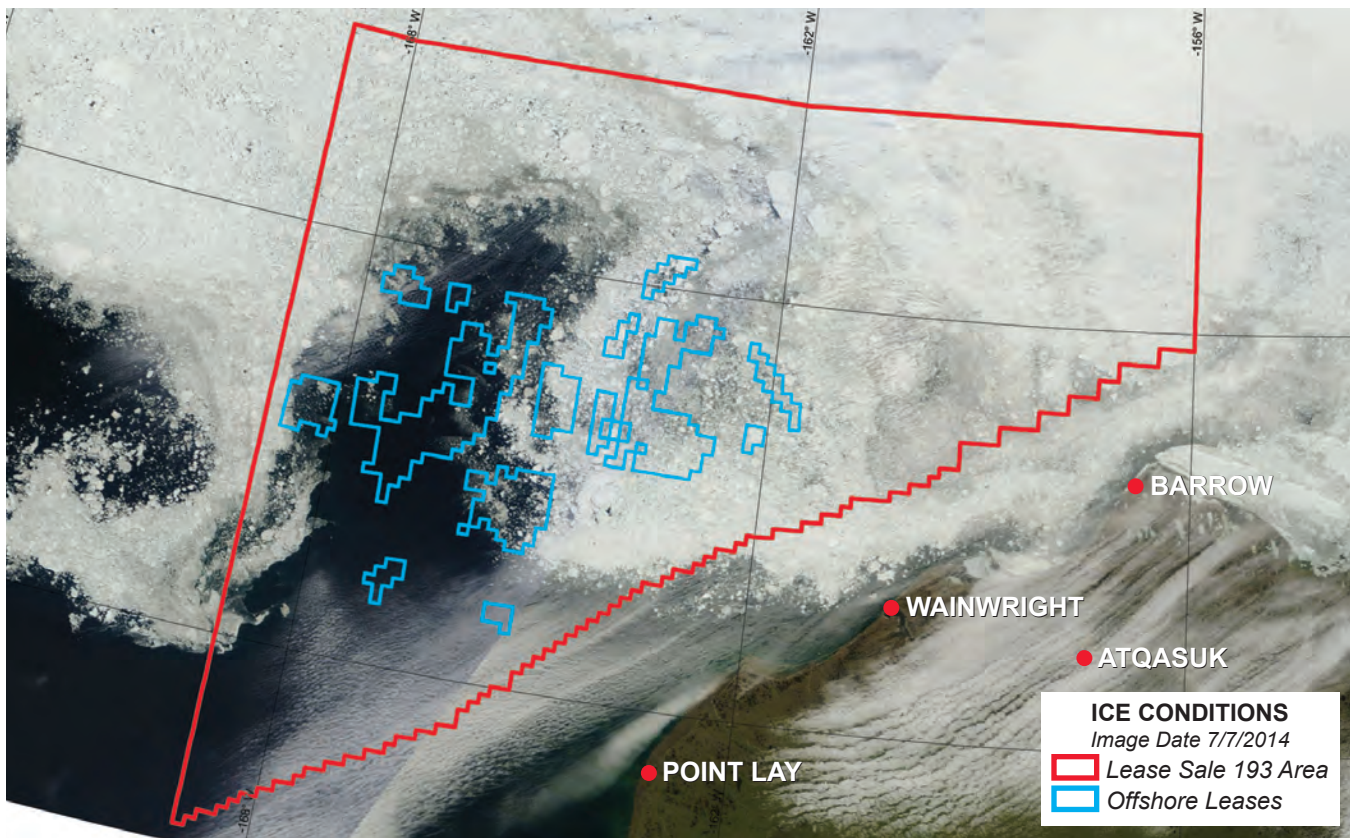 -168° W
-162° W
-156° W
BARROW
WAINWRIGHT
ATQASUK
POINT LAY
ICE CONDITIONS
Image Date 7/7/2014
Lease Sale 193 Area
Offshore Leases
-168° W